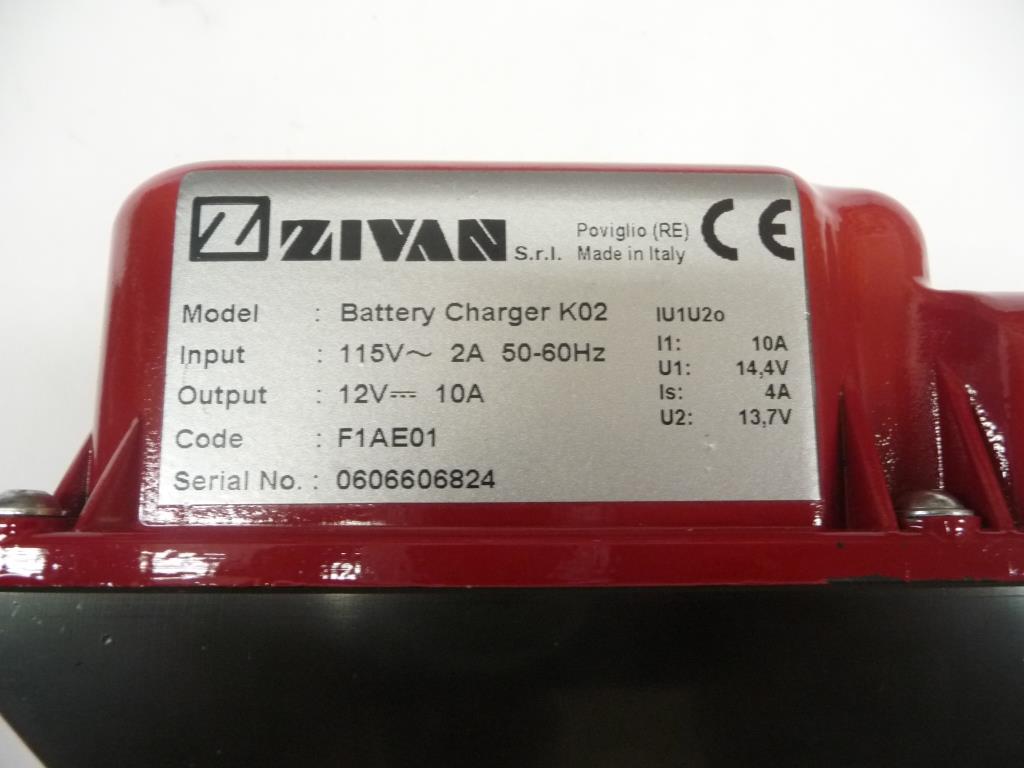 Z ZIVAN S.r.l.
Poviglio (RE)
Made in Italy
CE
Model : Battery Charger K02
Input : 115V~ 2A 50-60Hz
Output : 12V⎓ 10A
Code : F1AE01
Serial No. : 0606606824
IU1U2o
I1: 10A
U1: 14,4V
Is: 4A
U2: 13,7V